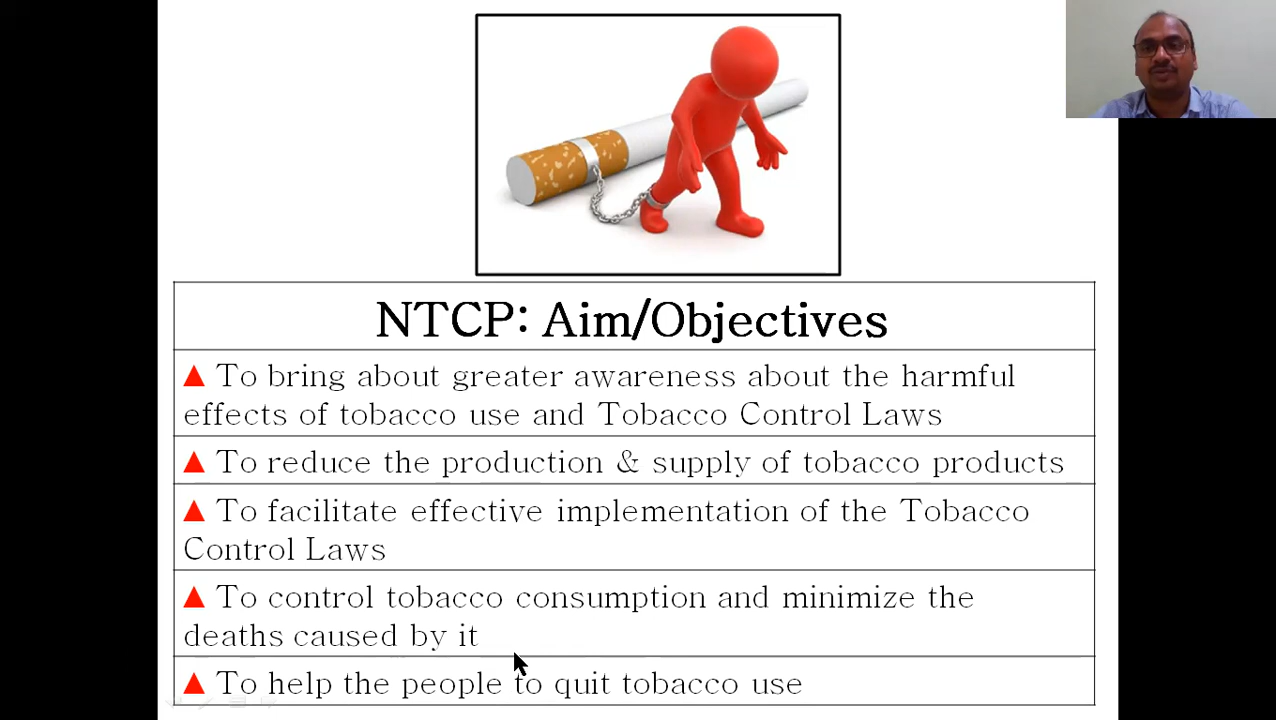 NTCP: Aim/Objectives
▲ To bring about greater awareness about the harmful
effects of tobacco use and Tobacco Control Laws
▲ To reduce the production & supply of tobacco products
▲ To facilitate effective implementation of the Tobacco
Control Laws
▲ To control tobacco consumption and minimize the
deaths caused by it
▲ To help the people to quit tobacco use